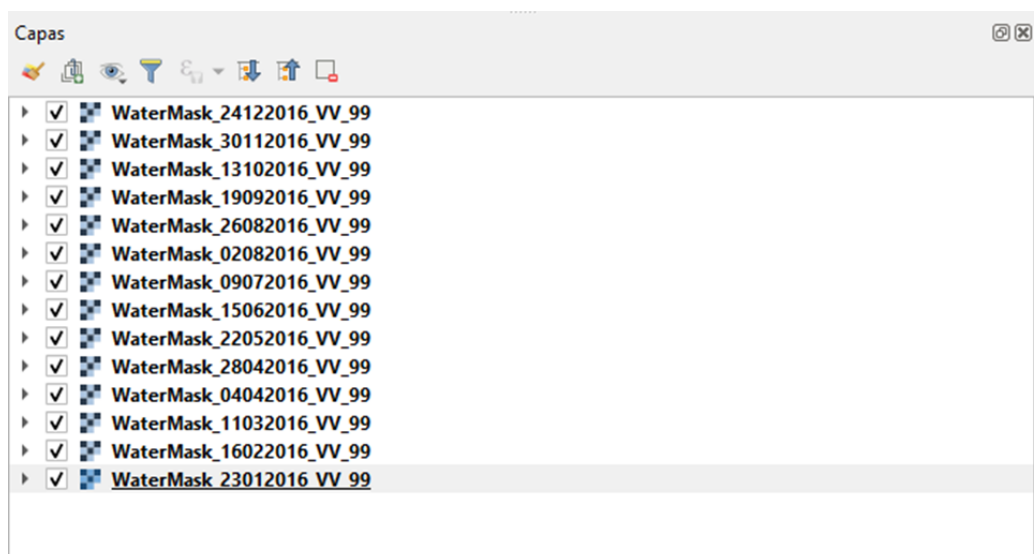 Capas
WaterMask_24122016_VV_99
WaterMask_30112016_VV_99
WaterMask_13102016_VV_99
WaterMask_19092016_VV_99
WaterMask_26082016_VV_99
WaterMask_02082016_VV_99
WaterMask_09072016_VV_99
WaterMask_15062016_VV_99
WaterMask_22052016_VV_99
WaterMask_28042016_VV_99
WaterMask_04042016_VV_99
WaterMask_11032016_VV_99
WaterMask_16022016_VV_99
WaterMask_23012016_VV_99